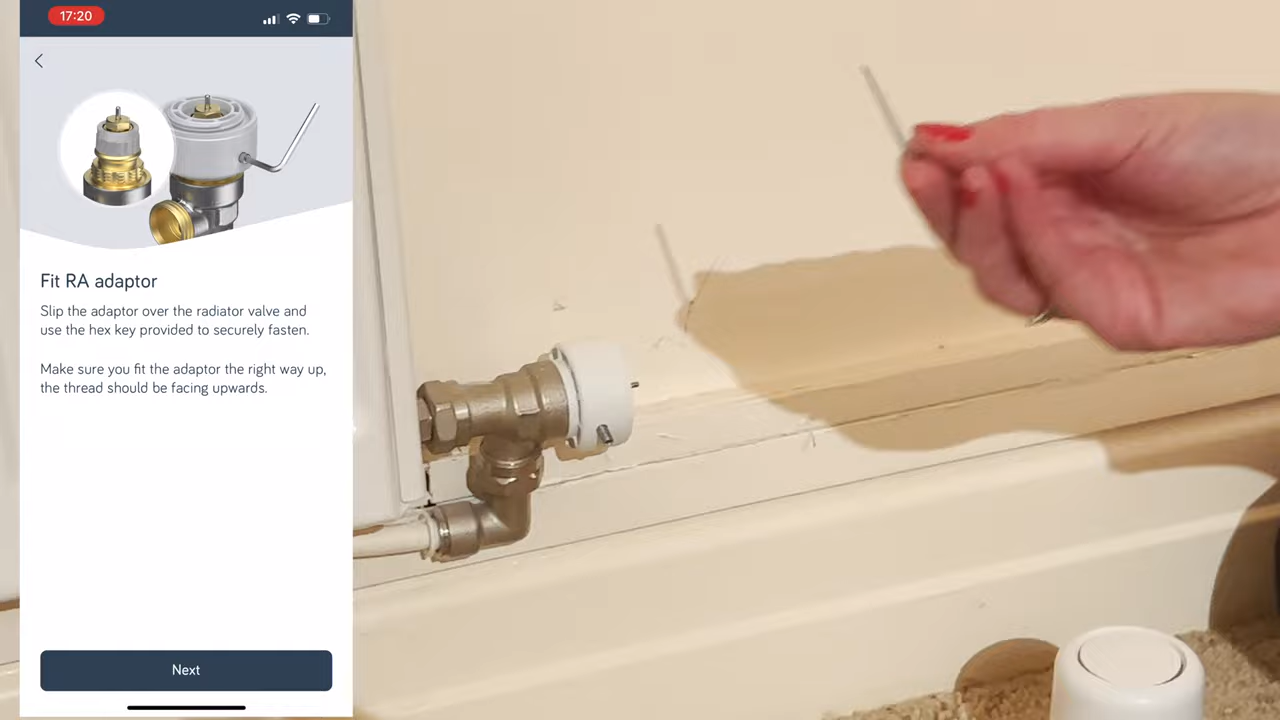 17:20
Fit RA adaptor
Slip the adaptor over the radiator valve and
use the hex key provided to securely fasten.
Make sure you fit the adaptor the right way up,
the thread should be facing upwards.
Next